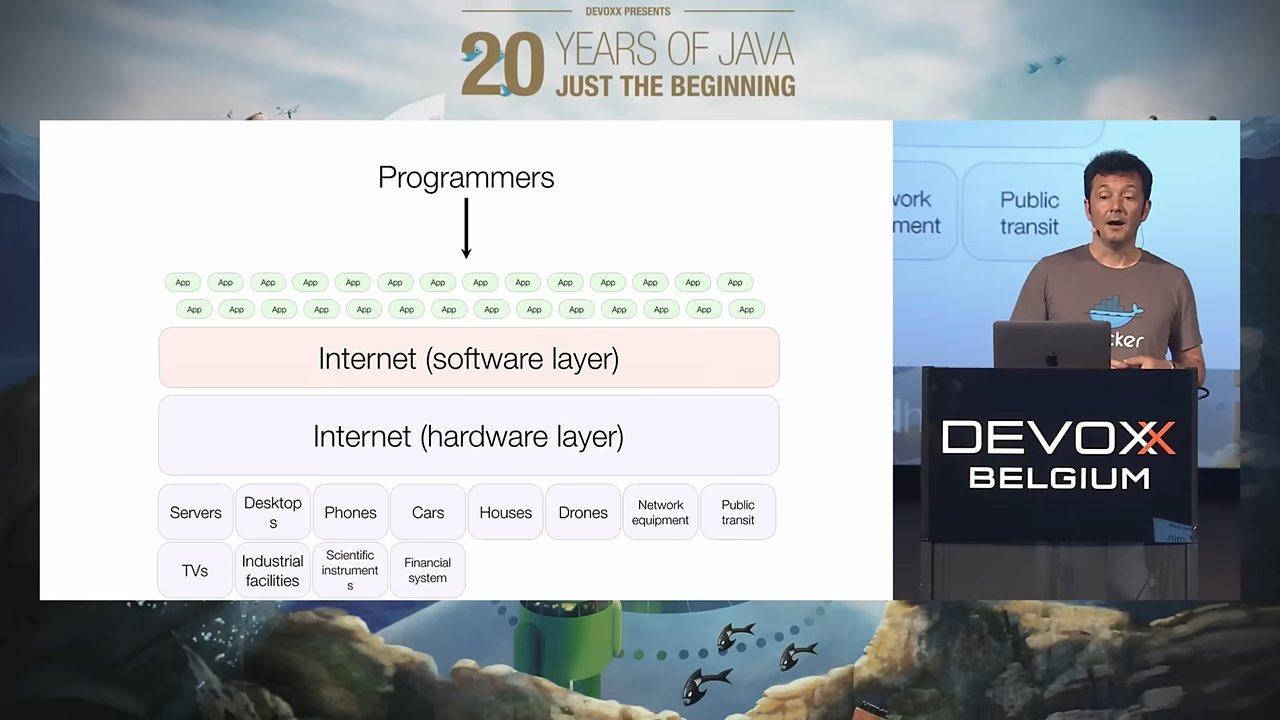 DEVOXX PRESENTS
20 YEARS OF JAVA
JUST THE BEGINNING
Programmers
App App App App App App App App App App App App App App
App App App App App App App App App App App App App App
Internet (software layer)
Internet (hardware layer)
Servers
Desktop
s
Phones
Cars
Houses
Drones
Network
equipment
Public
transit
TVs
Industrial
facilities
Scientific
instrument
s
Financial
system
work
ment
Public
transit
cker
DEVOXX
BELGIUM